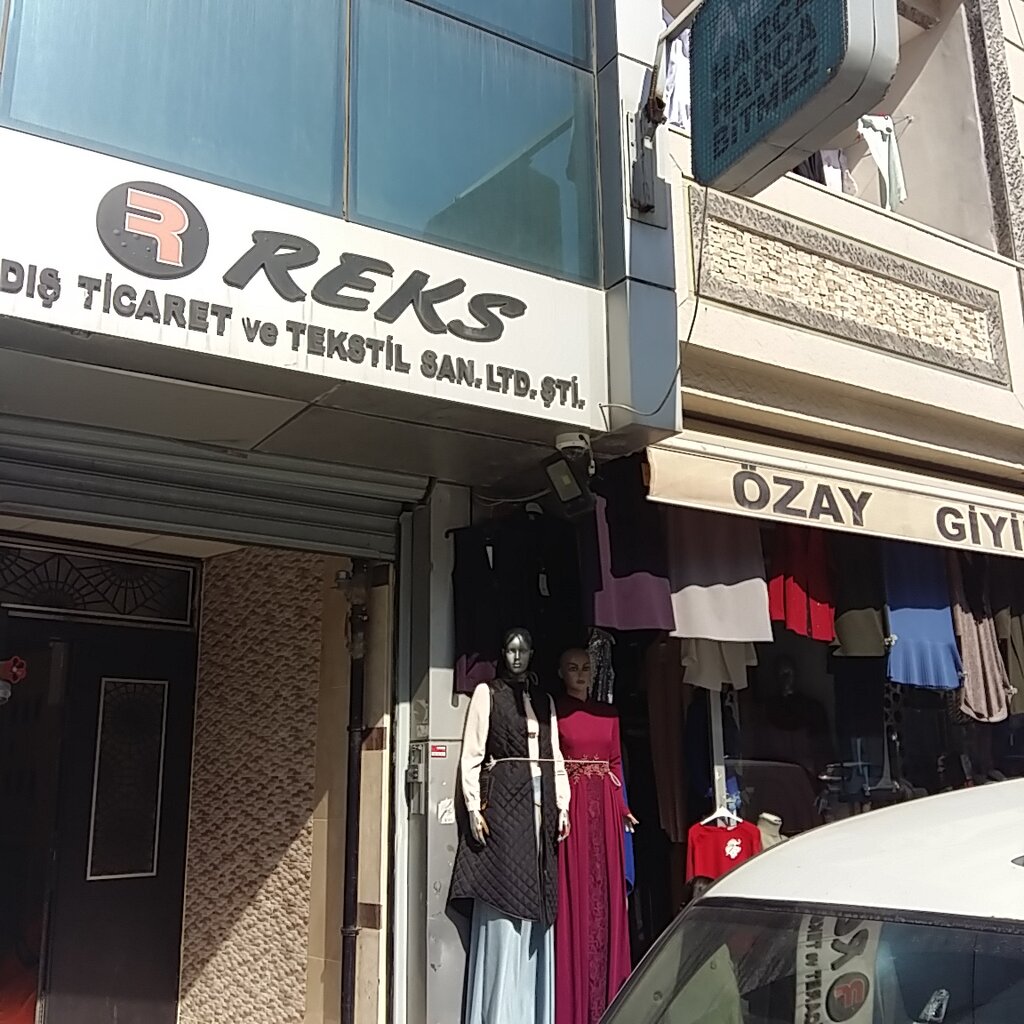 REKS
DIŞ TİCARET ve TEKSTİL SAN. LTD. ŞTİ.
HARCA
HARCA
BİTMEZ
ÖZAY GİYİ